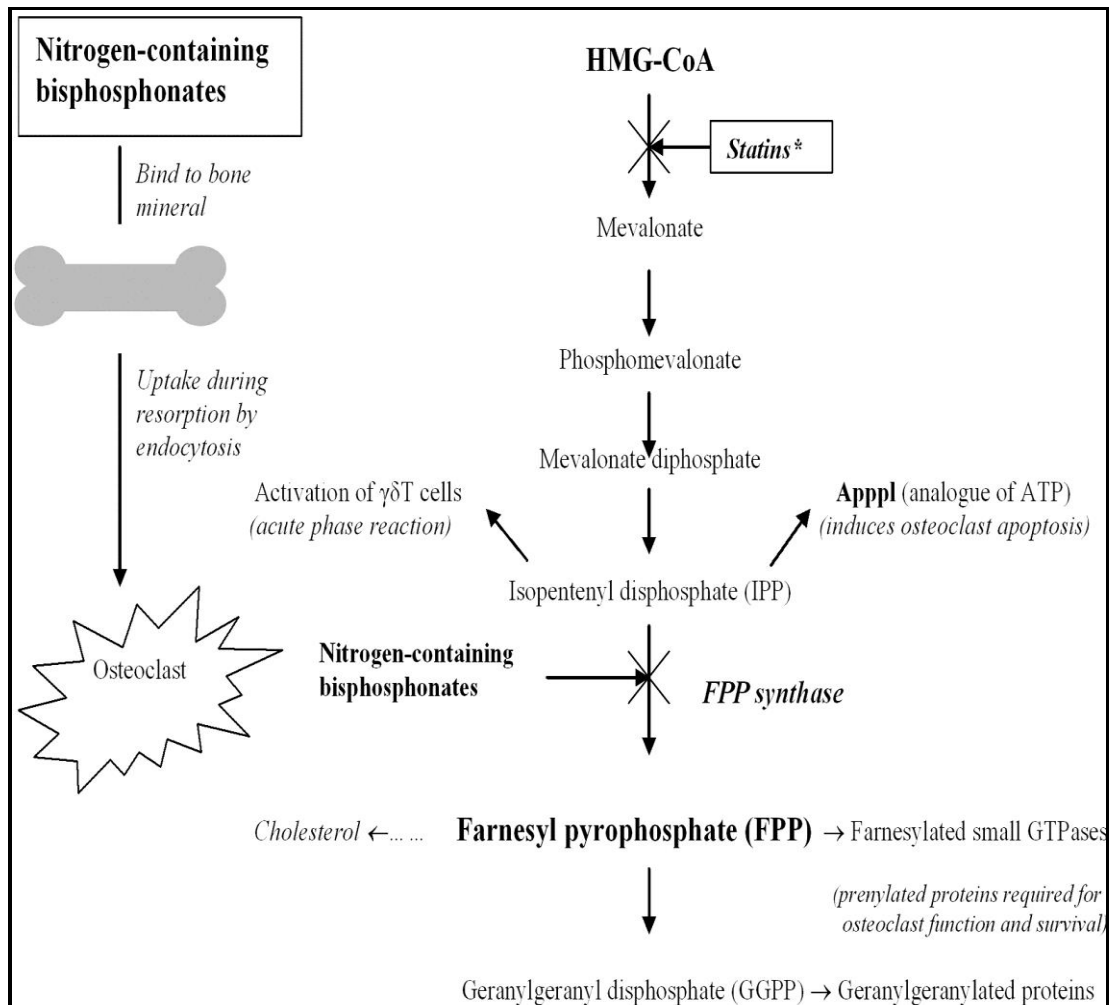 Nitrogen-containing
bisphosphonates
Bind to bone
mineral
Uptake during
resorption by
endocytosis
Osteoclast
HMG-CoA
Statins*
Mevalonate
Phosphomevalonate
Mevalonate diphosphate
Activation of γδT cells
(acute phase reaction)
Apppl (analogue of ATP)
(induces osteoclast apoptosis)
Isopentenyl disphosphate (IPP)
Nitrogen-containing
bisphosphonates
FPP synthase
Cholesterol ←... ... Farnesyl pyrophosphate (FPP) → Farnesylated small GTPases
(prenylated proteins required for
osteoclast function and survival)
Geranylgeranyl disphosphate (GGPP) → Geranylgeranylated proteins